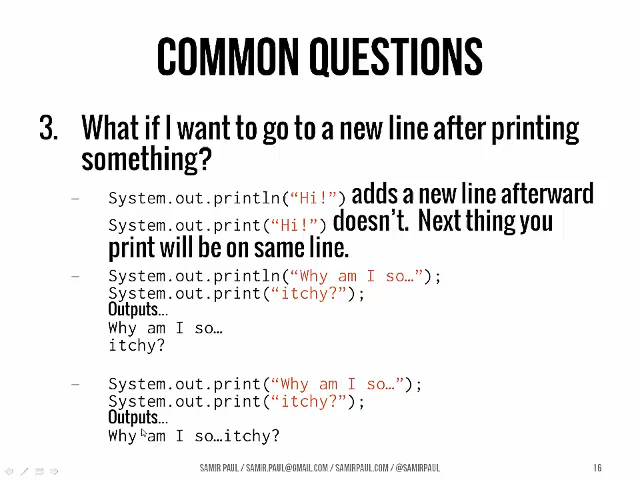 COMMON QUESTIONS
3. What if I want to go to a new line after printing
something?
– System.out.println(“Hi!”) adds a new line afterward
System.out.print(“Hi!”) doesn’t. Next thing you
print will be on same line.
– System.out.println(“Why am I so…”);
System.out.print(“itchy?”);
Outputs…
Why am I so…
itchy?
– System.out.print(“Why am I so…”);
System.out.print(“itchy?”);
Outputs…
Why am I so…itchy?
SAMIR PAUL / SAMIR.PAUL@GMAIL.COM / SAMIRPAUL.COM / @SAMIRPAUL 16